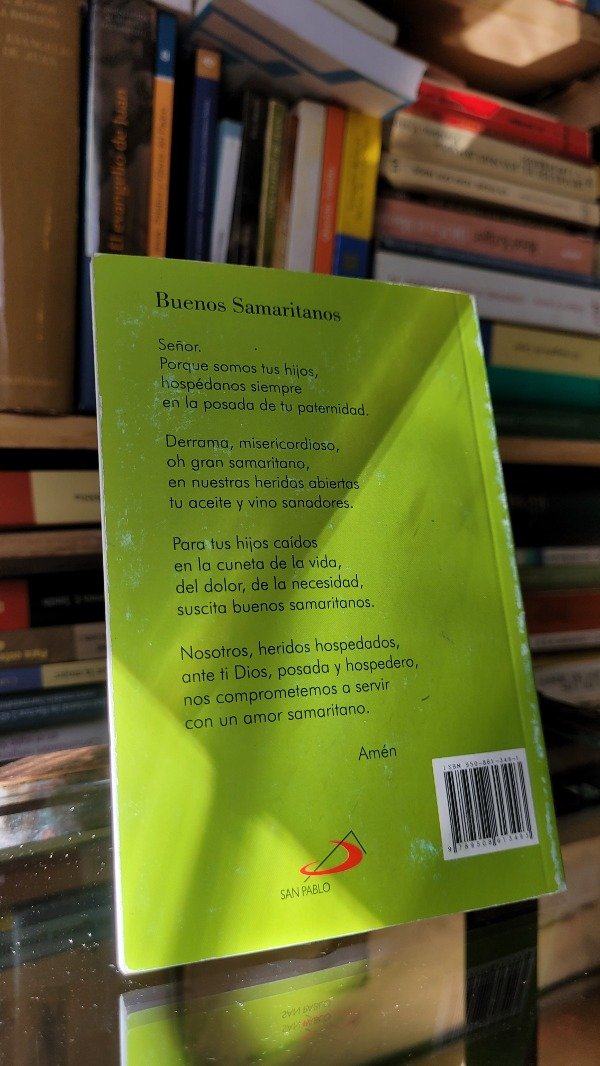 El evangelio de Juan
Buenos Samaritanos
Señor.
Porque somos tus hijos,
hospédanos siempre
en la posada de tu paternidad.
Derrama, misericordioso,
oh gran samaritano,
en nuestras heridas abiertas
tu aceite y vino sanadores.
Para tus hijos caídos
en la cuneta de la vida,
del dolor, de la necesidad,
suscita buenos samaritanos.
Nosotros, heridos hospedados,
ante ti Dios, posada y hospedero,
nos comprometemos a servir
con un amor samaritano.
Amén
SAN PABLO